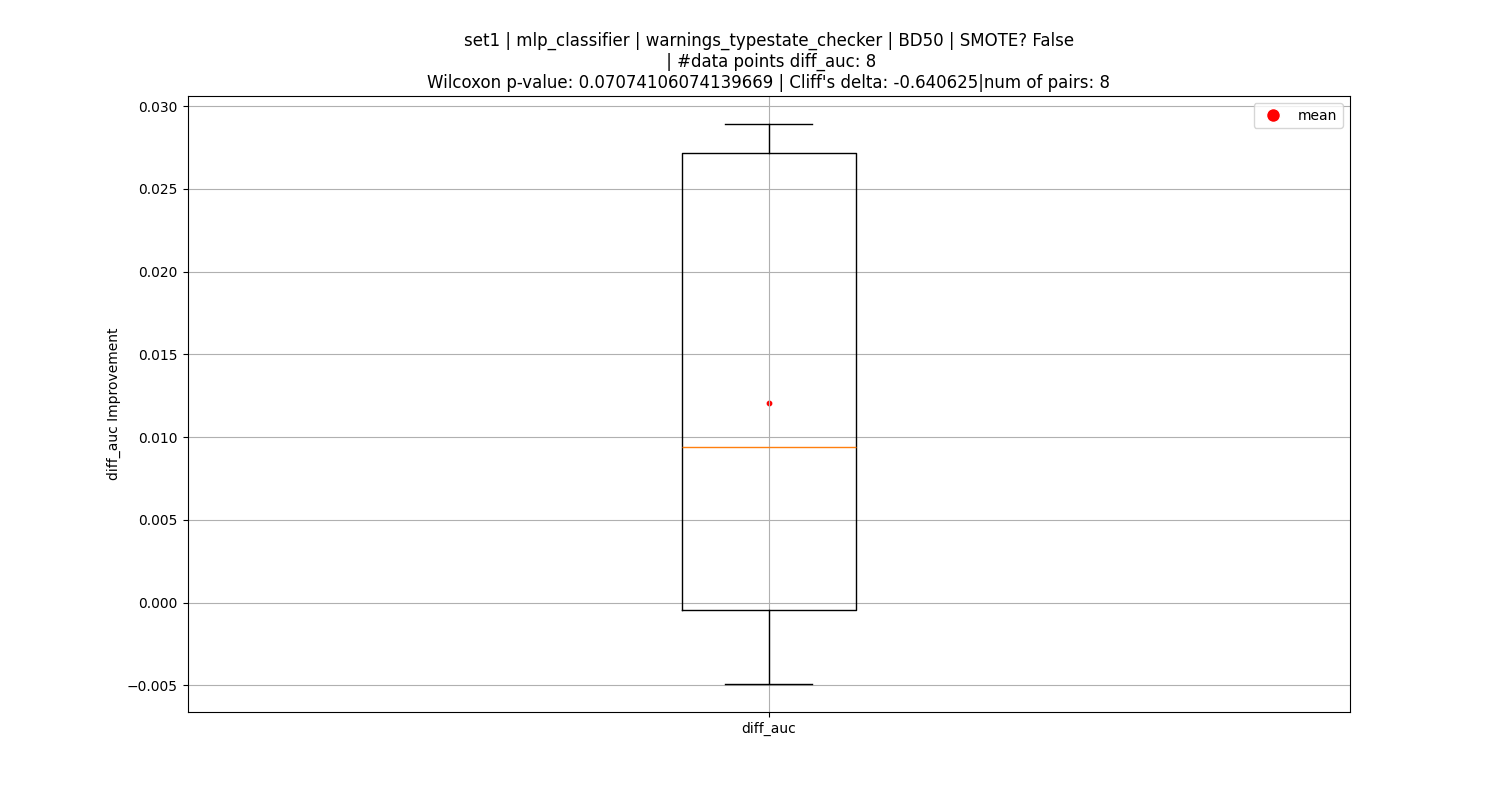 set1 | mlp_classifier | warnings_typestate_checker | BD50 | SMOTE? False
| #data points diff_auc: 8
Wilcoxon p-value: 0.07074106074139669 | Cliff's delta: -0.640625|num of pairs: 8
mean
0.030
0.025
0.020
0.015
0.010
0.005
0.000
−0.005
diff_auc Improvement
diff_auc